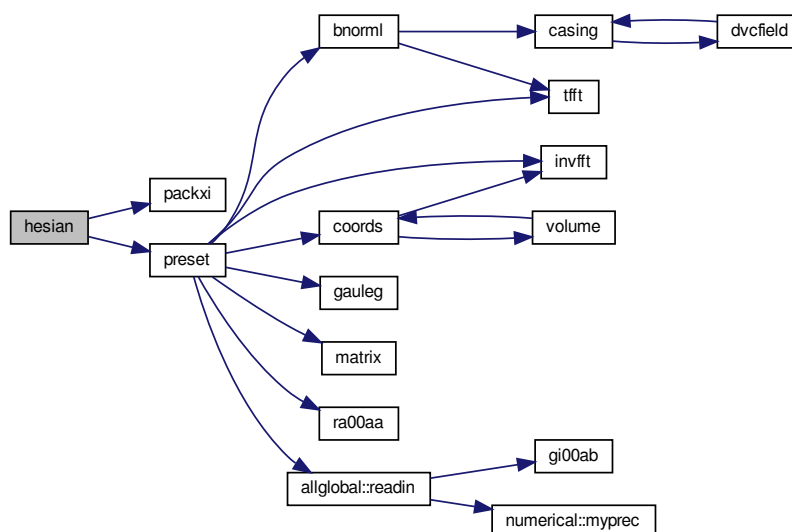 hesian
packxi
preset
bnorml
casing
dvcfield
tfft
invfft
coords
volume
gauleg
matrix
ra00aa
allglobal::readin
gi00ab
numerical::myprec